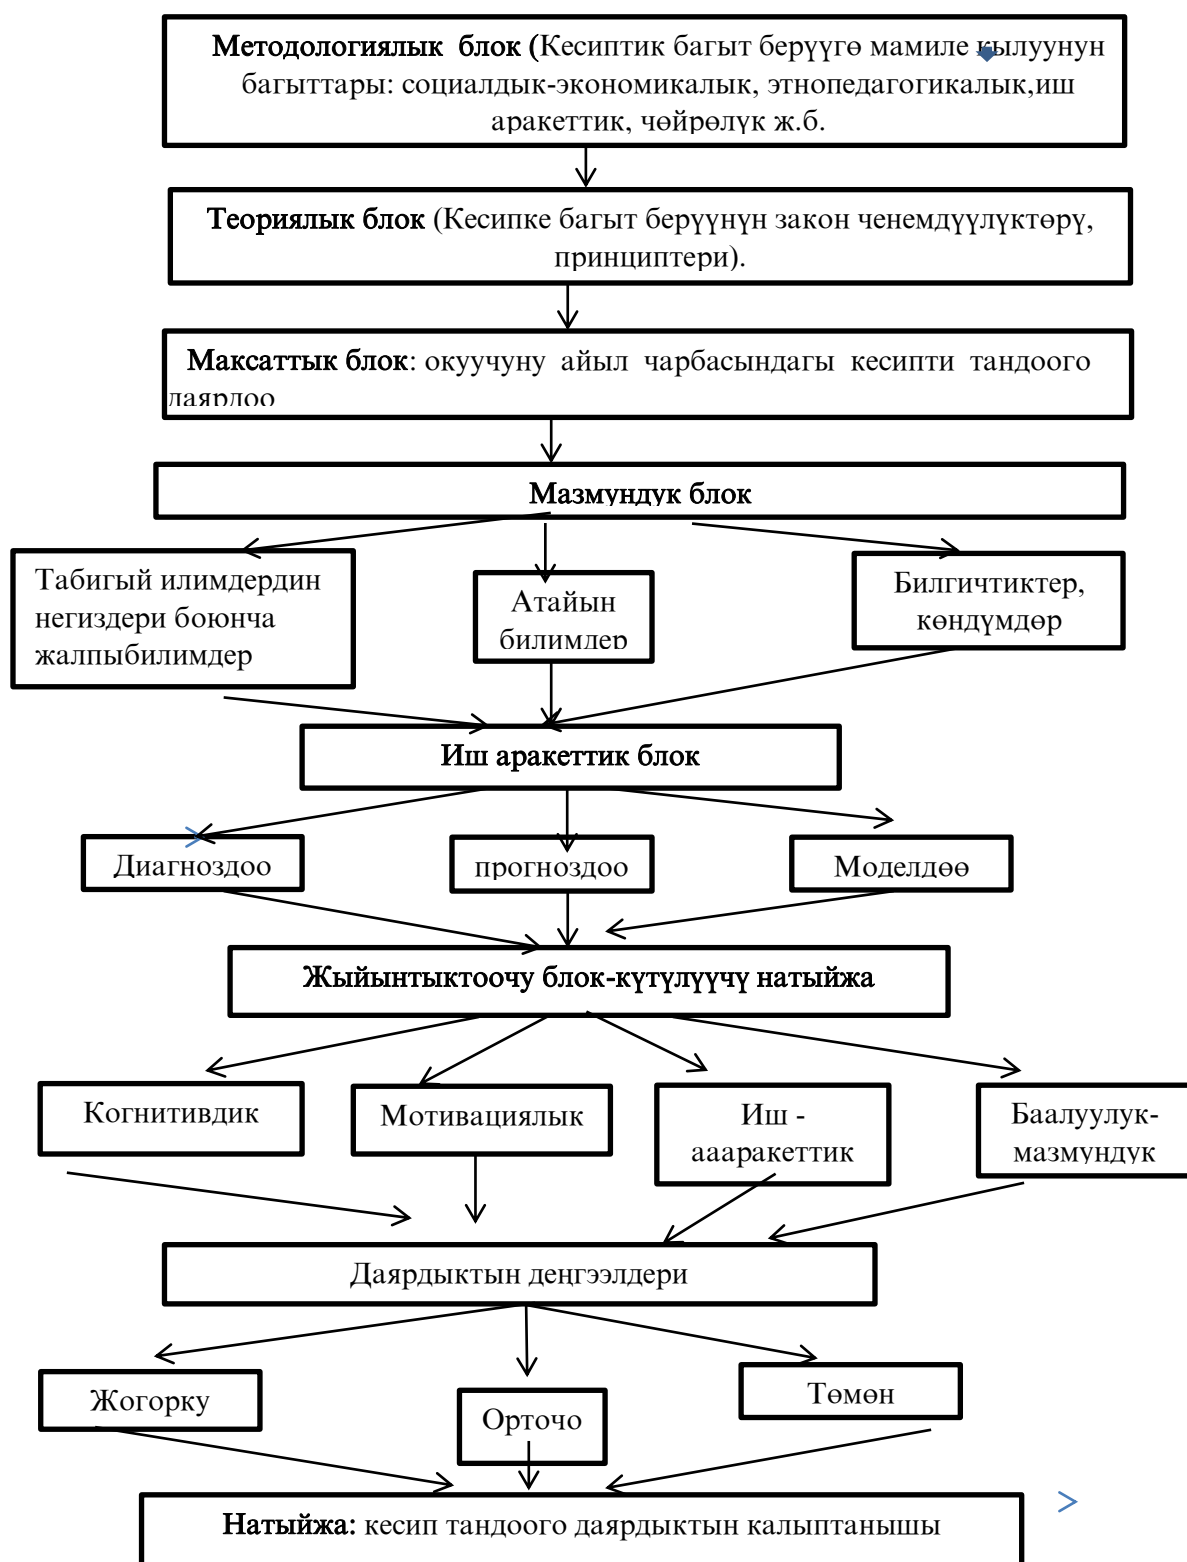 Методологиялык блок (Кесиптик багыт берүүгө мамиле кылуунун
багыттары: социалдык-экономикалык, этнопедагогикалык,иш
аракеттик, чөйрөлүк ж.б.
Теориялык блок (Кесипке багыт берүүнүн закон ченемдүүлүктөрү,
принциптери).
Максаттык блок: окуучуну айыл чарбасындагы кесипти тандоого
даярдоо
Мазмундук блок
Табигый илимдердин
негиздери боюнча
жалпыбилимдер
Атайын
билимдер
Билгичтиктер,
көндүмдөр
Иш аракеттик блок
Диагноздоо
прогноздоо
Моделдөө
Жыйынтыктоочу блок-күтүлүүчү натыйжа
Когнитивдик
Мотивациялык
Иш -
аааракеттик
Баалуулук-
мазмундук
Даярдыктын деңгээлдери
Жогорку
Орточо
Төмөн
Натыйжа: кесип тандоого даярдыктын калыптанышы